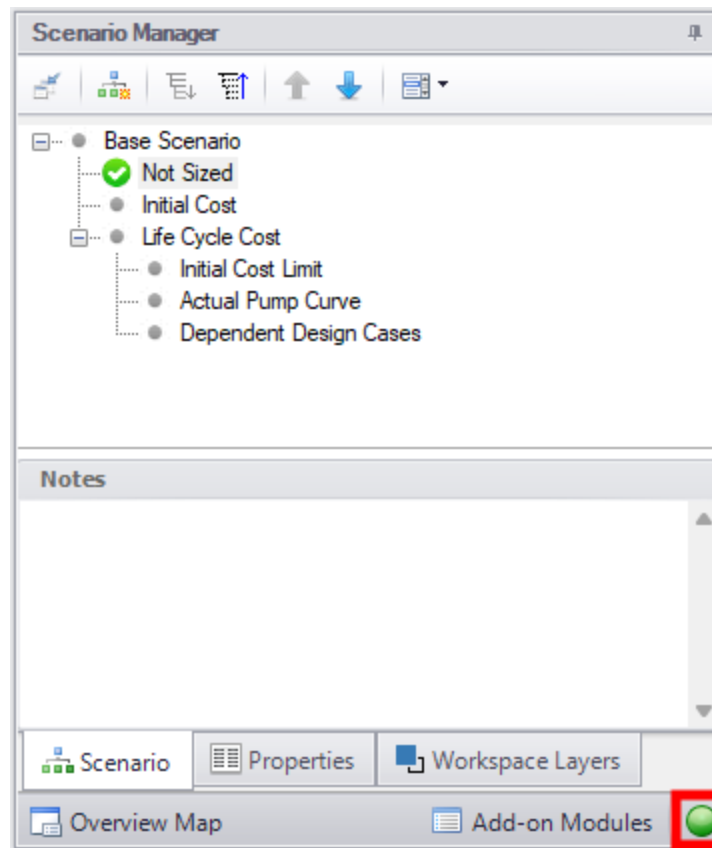 Scenario Manager
Base Scenario
Not Sized
Initial Cost
Life Cycle Cost
Initial Cost Limit
Actual Pump Curve
Dependent Design Cases
Notes
Scenario Properties Workspace Layers
Overview Map Add-on Modules